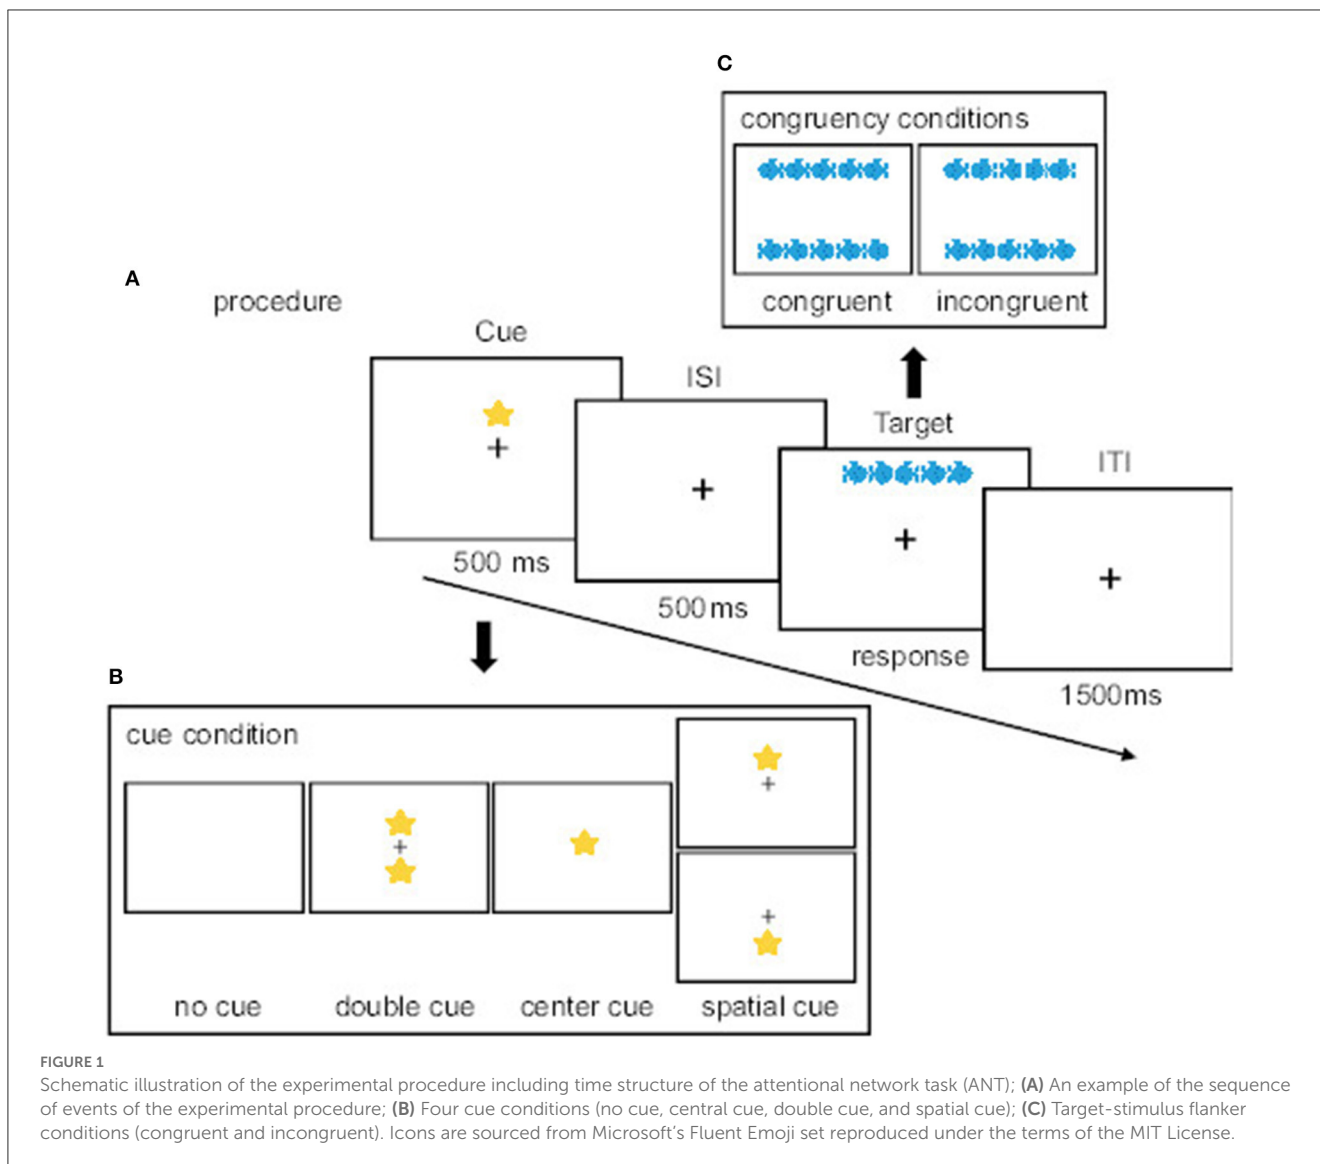 C
congruency conditions
congruent incongruent
A
procedure
Cue
ISI
Target
ITI
500 ms
500ms
response
1500ms
B
cue condition
no cue double cue center cue spatial cue
FIGURE 1
Schematic illustration of the experimental procedure including time structure of the attentional network task (ANT); (A) An example of the sequence
of events of the experimental procedure; (B) Four cue conditions (no cue, central cue, double cue, and spatial cue); (C) Target-stimulus flanker
conditions (congruent and incongruent). Icons are sourced from Microsoft's Fluent Emoji set reproduced under the terms of the MIT License.